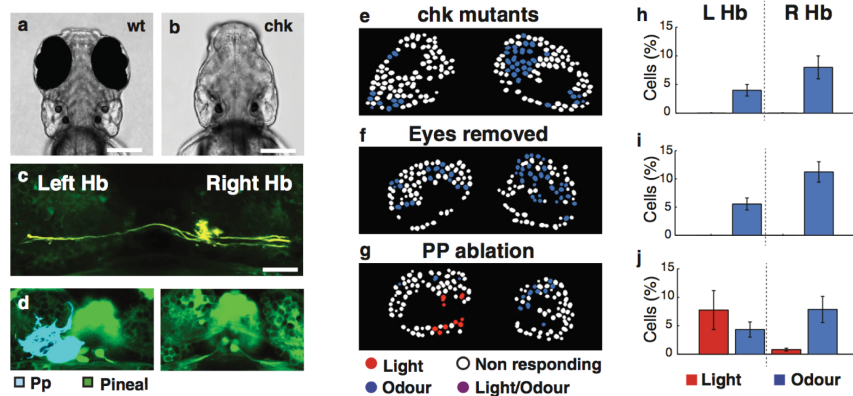 a wt
b chk
c Left Hb Right Hb
d
Pp Pineal
e chk mutants
f Eyes removed
g PP ablation
Light Non responding
Odour Light/Odour
h L Hb R Hb
Cells (%)
15
10
5
0
i
Cells (%)
15
10
5
0
j
Cells (%)
15
10
5
0
Light Odour